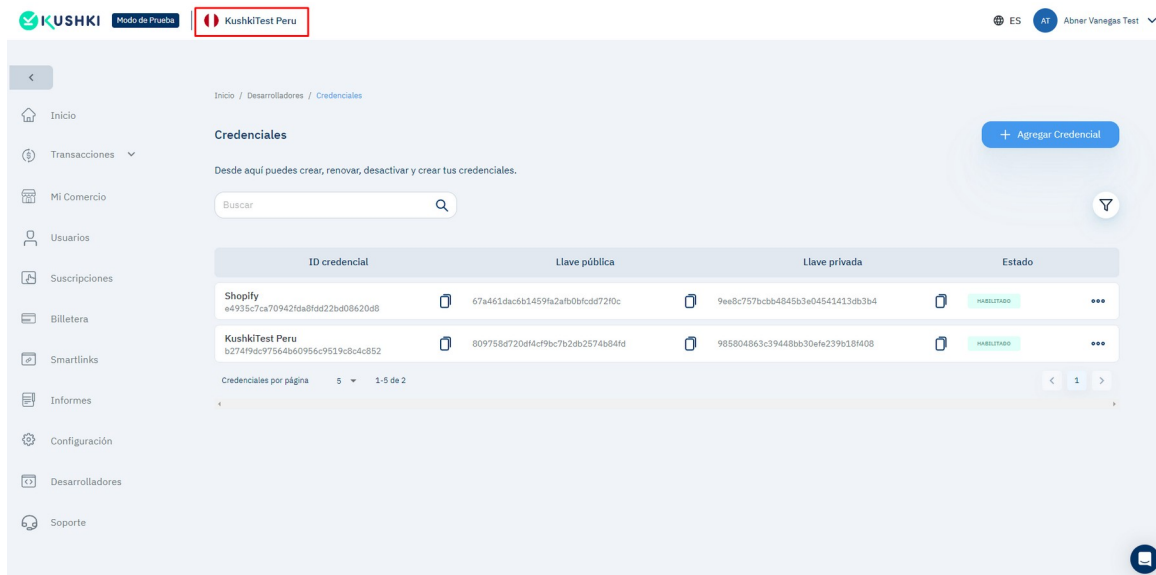 KUSHKI Modo de Prueba KushkiTest Peru ES AT Abner Vanegas Test
Inicio / Desarrolladores / Credenciales
Inicio
Transacciones
Mi Comercio
Usuarios
Suscripciones
Billetera
Smartlinks
Informes
Configuración
Desarrolladores
Soporte
Credenciales
+ Agregar Credencial
Desde aquí puedes crear, renovar, desactivar y crear tus credenciales.
Buscar
ID credencial Llave pública Llave privada Estado
Shopify
e4935c7ca70942fda8fdd22bd08620d8 67a461dac6b1459fa2afb0bfcdd72f0c 9ee8c757bcbb4845b3e04541413db3b4 HABILITADO
KushkiTest Peru
b274f9dc97564b60956c9519c8c4c852 809758d720df4cf9bc7b2db2574b84fd 985804863c39448bb30efe239b18f408 HABILITADO
Credenciales por página 5 1-5 de 2 < 1 >